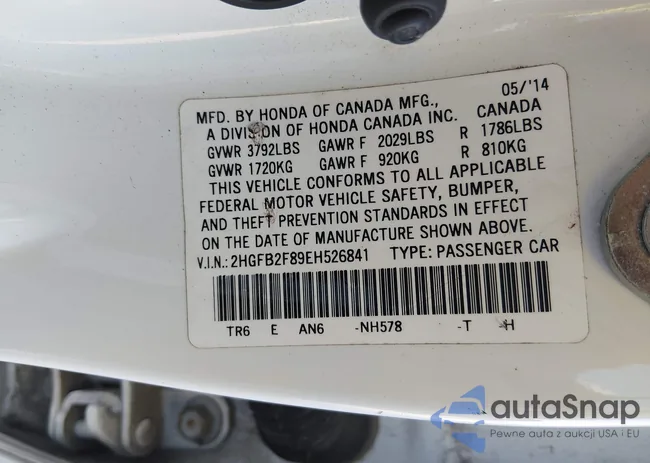 MFD. BY HONDA OF CANADA MFG., 05/'14
A DIVISION OF HONDA CANADA INC. CANADA
GVWR 3792LBS GAWR F 2029LBS R 1786LBS
GVWR 1720KG GAWR F 920KG R 810KG
THIS VEHICLE CONFORMS TO ALL APPLICABLE
FEDERAL MOTOR VEHICLE SAFETY, BUMPER,
AND THEFT PREVENTION STANDARDS IN EFFECT
ON THE DATE OF MANUFACTURE SHOWN ABOVE.
V.I.N.: 2HGFB2F89EH526841 TYPE: PASSENGER CAR
TR6 E AN6 -NH578 -T H
autaSnap
Pewne auta z aukcji USA i EU